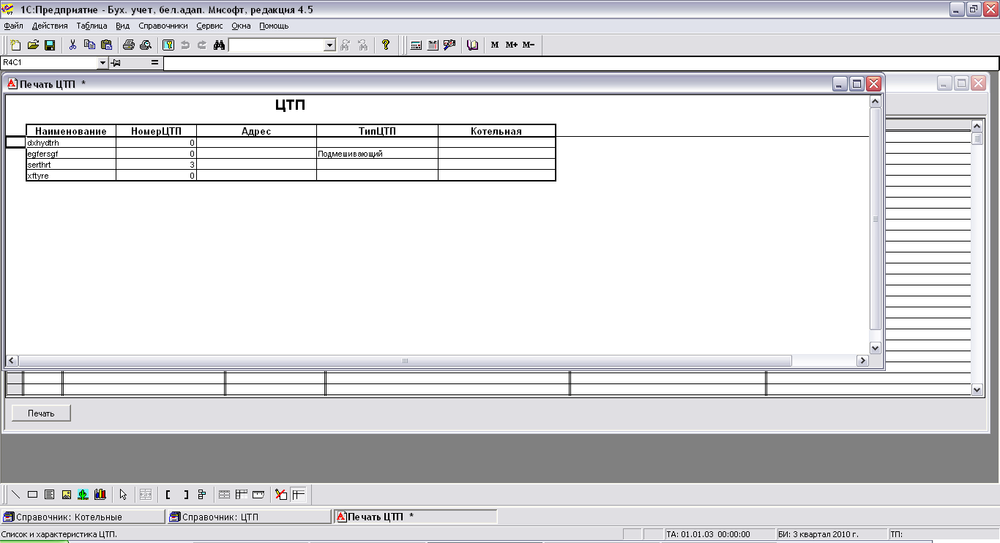 1С:Предприятие - Бух. учет, бел.адап. Мисофт, редакция 4.5
Файл Действия Таблица Вид Справочники Сервис Окна Помощь
M M+ M−
R4C1 =
Печать ЦТП *
ЦТП
Наименование НомерЦТП Адрес ТипЦТП Котельная
dxhydtrh 0
egfersgf 0 Подмешивающий
serthrt 3
xftyre 0
Печать
Справочник: Котельные Справочник: ЦТП Печать ЦТП *
Список и характеристика ЦТП. ТА: 01.01.03 00:00:00 БИ: 3 квартал 2010 г. ТП: